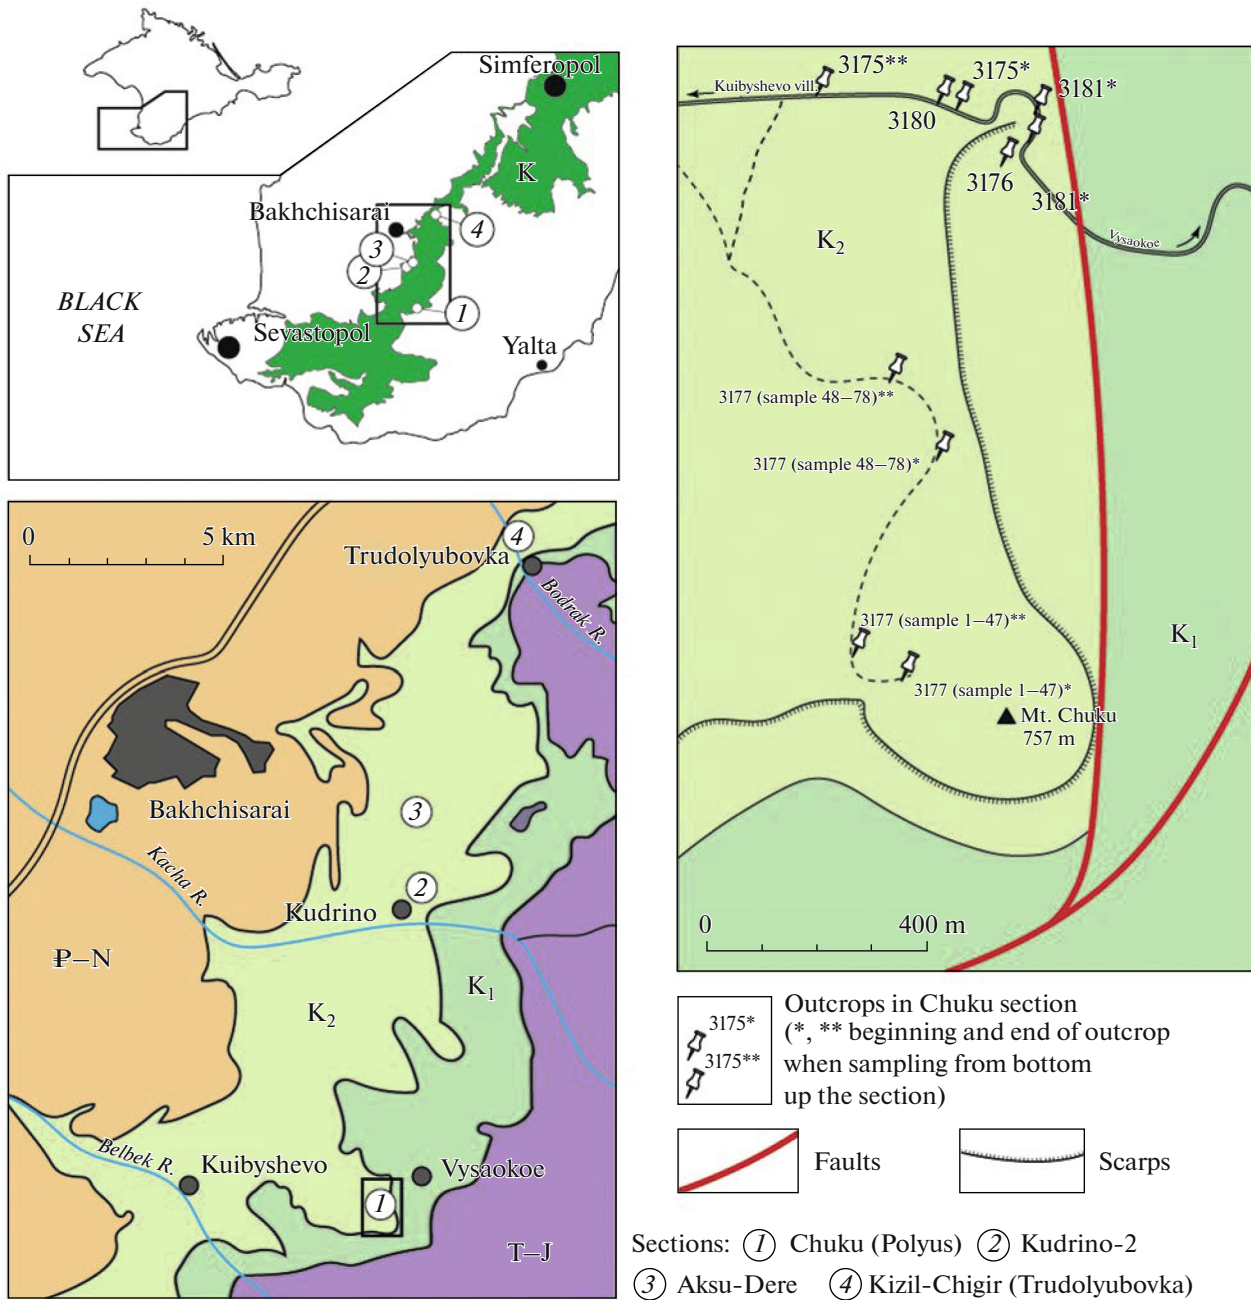 Simferopol
K
Bakhchisarai
4
3
2
1
BLACK
SEA
Sevastopol
Yalta
Kuibyshevo vill.
3175**
3175*
3181*
3180
3176
3181*
Vysaokoe
K2
3177 (sample 48–78)**
3177 (sample 48–78)*
3177 (sample 1–47)**
K1
3177 (sample 1–47)*
Mt. Chuku
757 m
0 400 m
0 5 km
4
Trudolyubovka
Bodrak R.
Bakhchisarai
3
Kacha R.
2
Kudrino
₽–N
K1
K2
Belbek R.
Kuibyshevo
Vysaokoe
1
T–J
3175*
3175**
Outcrops in Chuku section
(*, ** beginning and end of outcrop
when sampling from bottom
up the section)
Faults
Scarps
Sections: 1 Chuku (Polyus) 2 Kudrino-2
3 Aksu-Dere 4 Kizil-Chigir (Trudolyubovka)